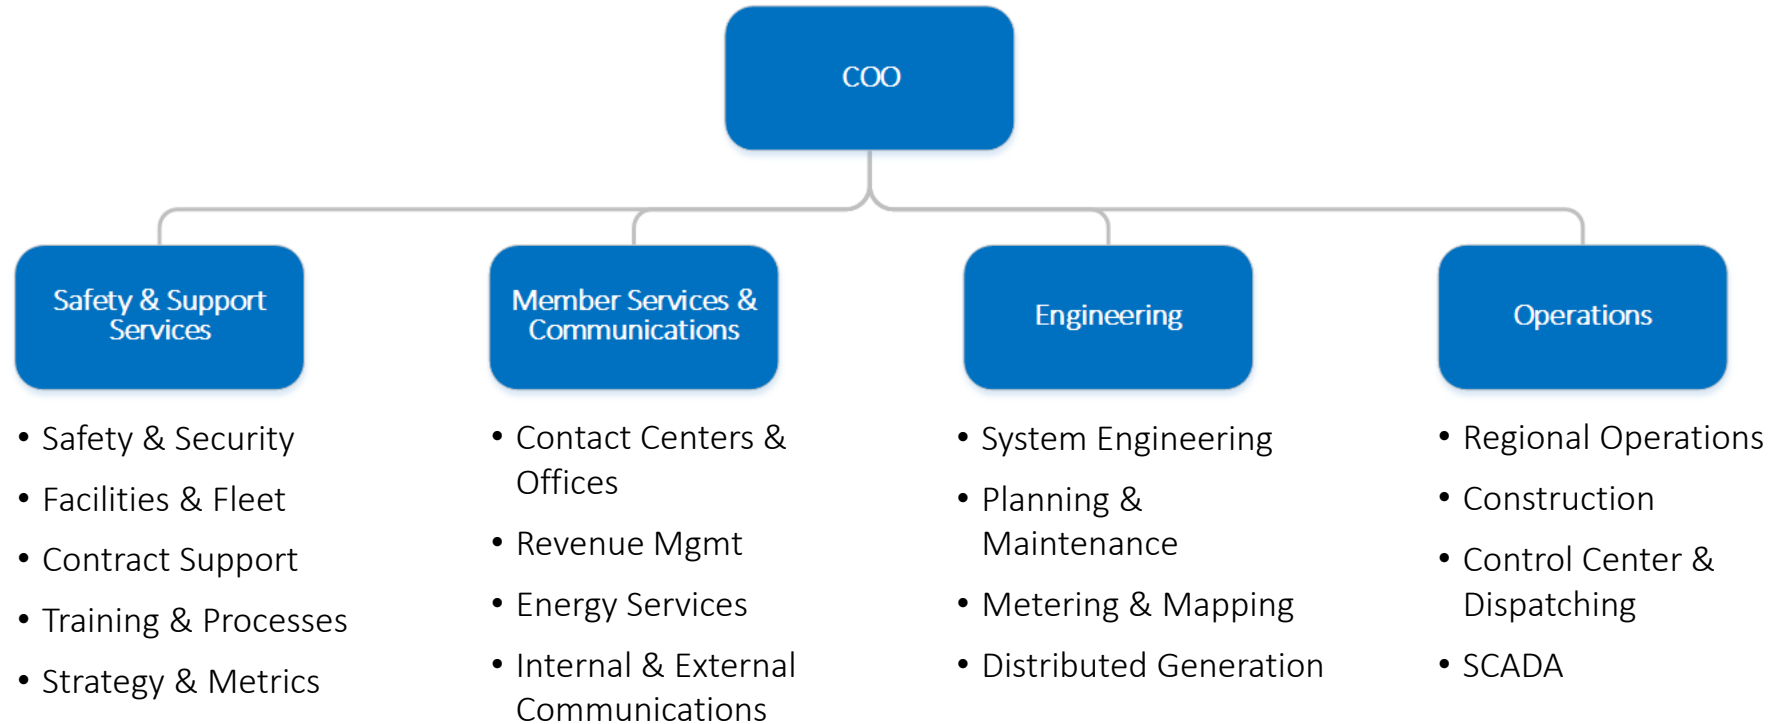 COO
Safety & Support
Services
Member Services &
Communications
Engineering
Operations
• Safety & Security
• Facilities & Fleet
• Contract Support
• Training & Processes
• Strategy & Metrics
• Contact Centers &
Offices
• Revenue Mgmt
• Energy Services
• Internal & External
Communications
• System Engineering
• Planning &
Maintenance
• Metering & Mapping
• Distributed Generation
• Regional Operations
• Construction
• Control Center &
Dispatching
• SCADA